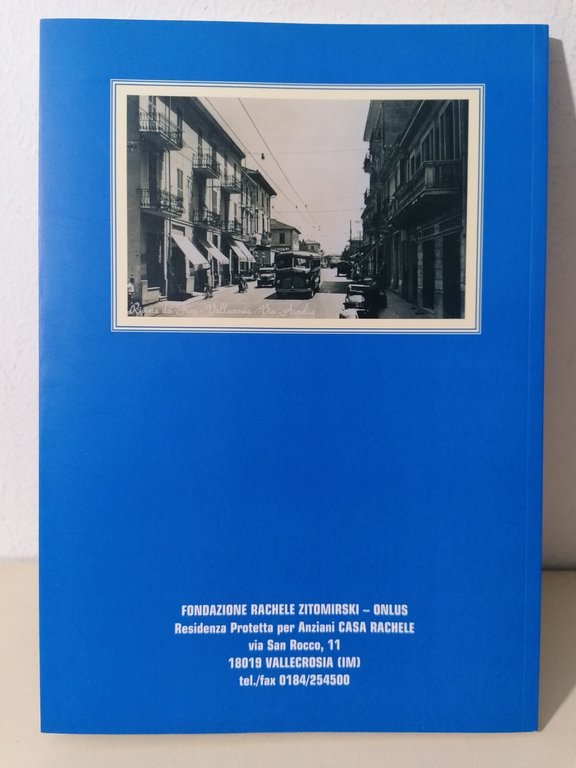 Riviera dei Fiori - Vallecrosia - Via Aurelia
FONDAZIONE RACHELE ZITOMIRSKI – ONLUS
Residenza Protetta per Anziani CASA RACHELE
via San Rocco, 11
18019 VALLECROSIA (IM)
tel./fax 0184/254500